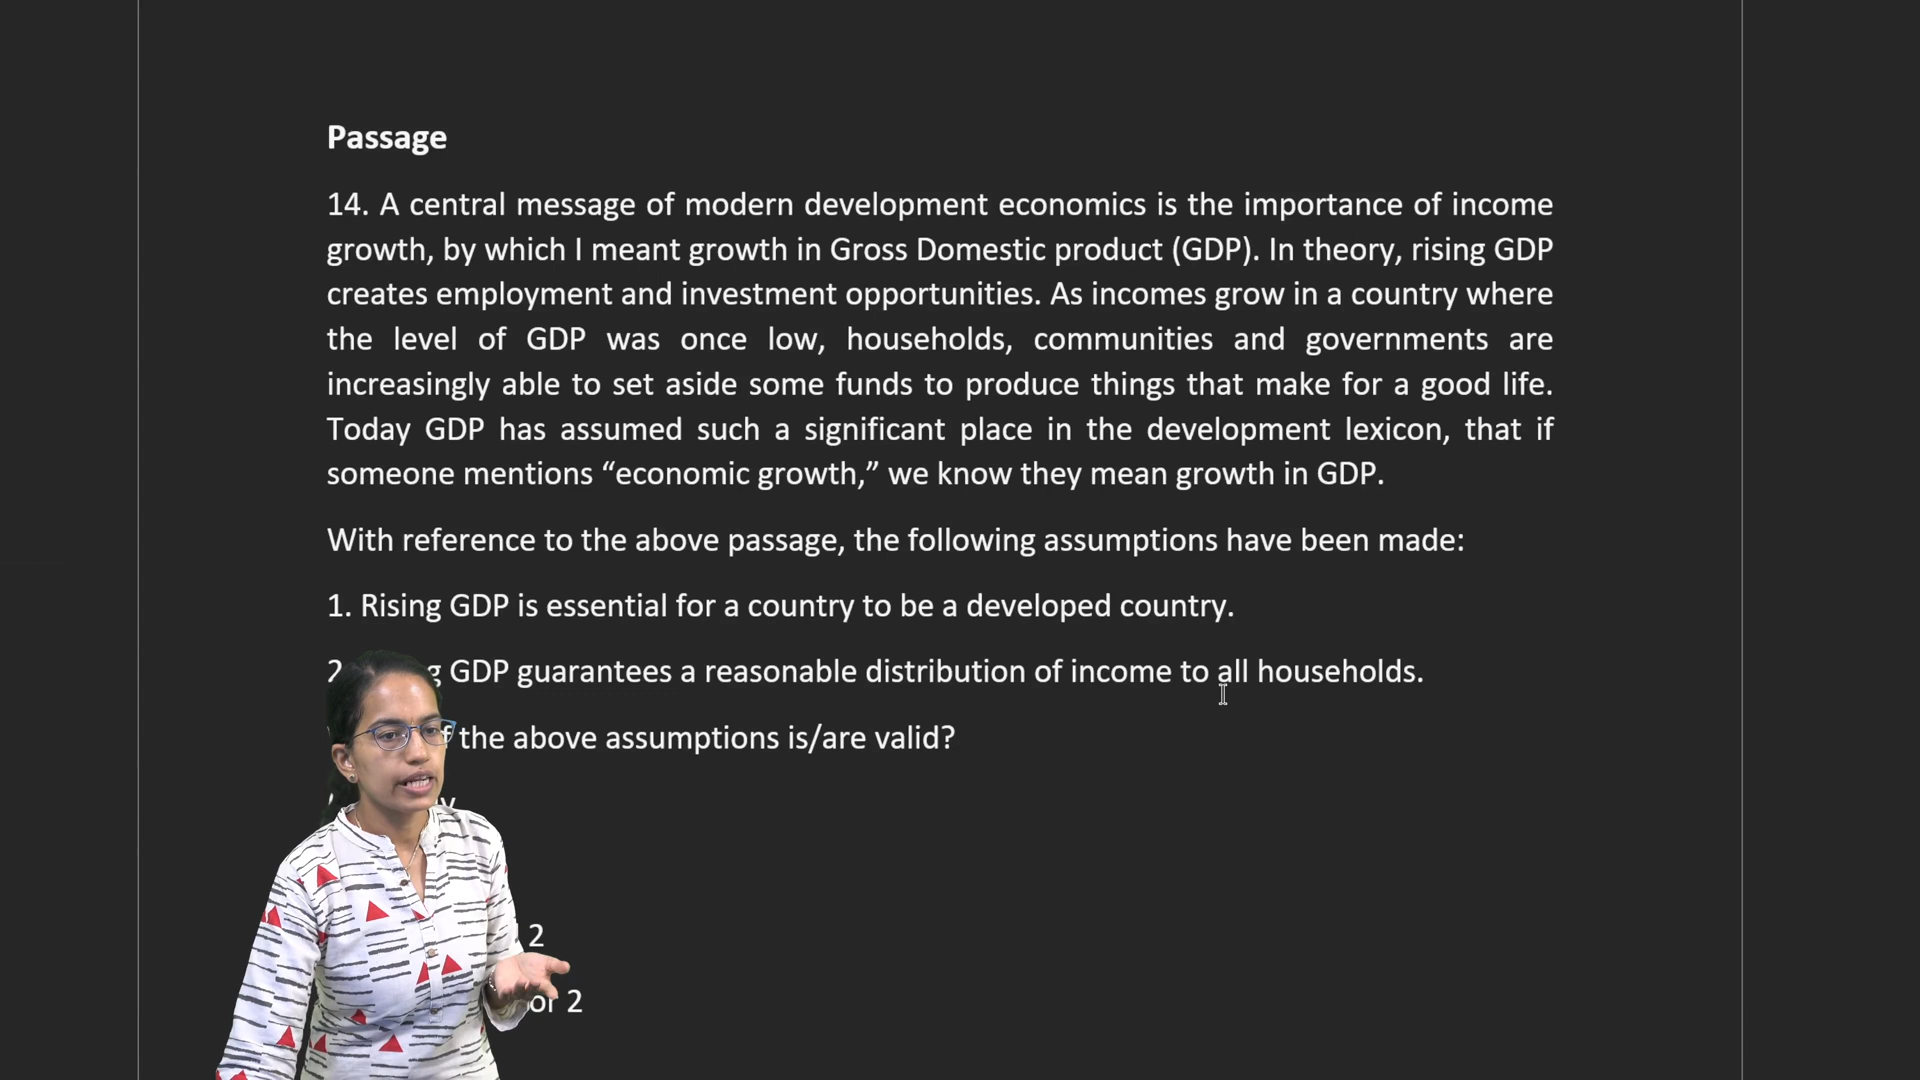 Passage
14. A central message of modern development economics is the importance of income
growth, by which I meant growth in Gross Domestic product (GDP). In theory, rising GDP
creates employment and investment opportunities. As incomes grow in a country where
the level of GDP was once low, households, communities and governments are
increasingly able to set aside some funds to produce things that make for a good life.
Today GDP has assumed such a significant place in the development lexicon, that if
someone mentions “economic growth,” we know they mean growth in GDP.
With reference to the above passage, the following assumptions have been made:
1. Rising GDP is essential for a country to be a developed country.
2 GDP guarantees a reasonable distribution of income to all households.
the above assumptions is/are valid?
2
or 2